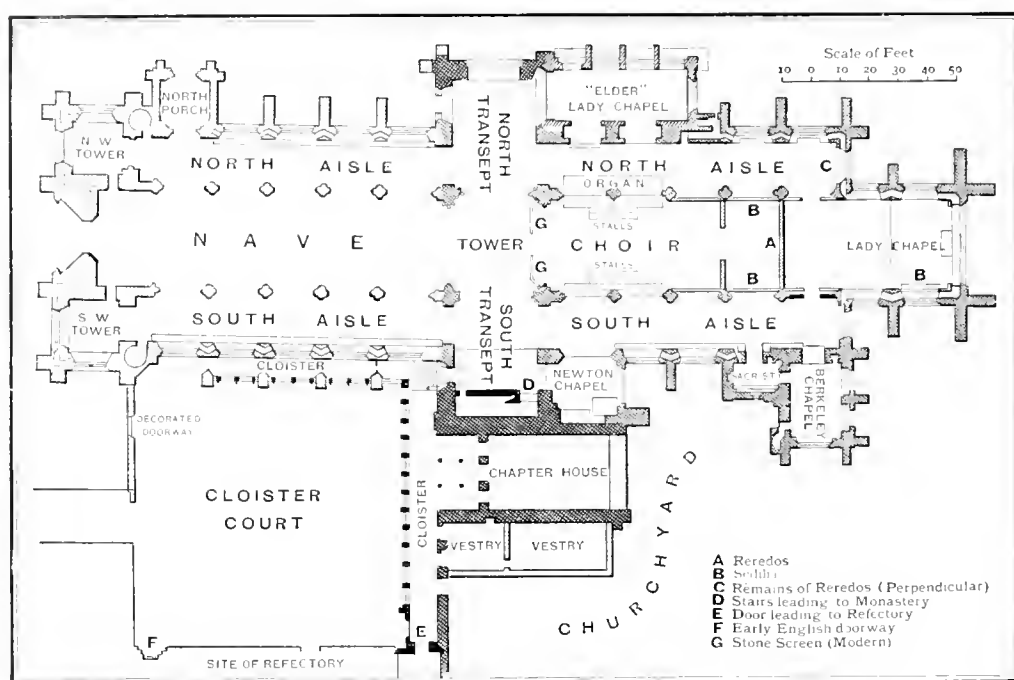 Scale of Feet
10 0 10 20 30 40 50
NORTH PORCH
"ELDER"
LADY CHAPEL
NORTH TRANSEPT
N W
TOWER
NORTH AISLE
NORTH AISLE
C
ORGAN
B
G
STALLS
NAVE
TOWER
CHOIR
A
LADY CHAPEL
G
STALLS
B
B
S W
TOWER
SOUTH AISLE
SOUTH TRANSEPT
SOUTH AISLE
CLOISTER
D
NEWTON
CHAPEL
BERKELEY
CHAPEL
DECORATED
DOORWAY
CHAPTER HOUSE
CLOISTER
COURT
CLOISTER
VESTRY
VESTRY
CHURCHYARD
E
F
SITE OF REFECTORY
A Reredos
B Sedilia
C Remains of Reredos (Perpendicular)
D Stairs leading to Monastery
E Door leading to Refectory
F Early English doorway
G Stone Screen (Modern)